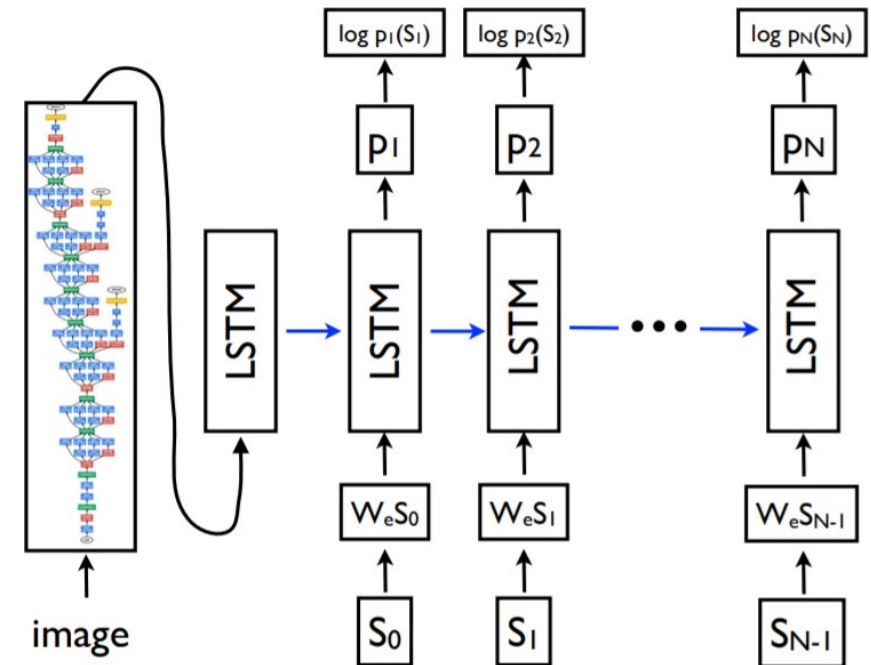 log p₁(S₁) log p₂(S₂) log pN(SN)
p₁ p₂ pN
LSTM LSTM LSTM LSTM
WₑS₀ WₑS₁ WₑSN-₁
image S₀ S₁ SN-₁